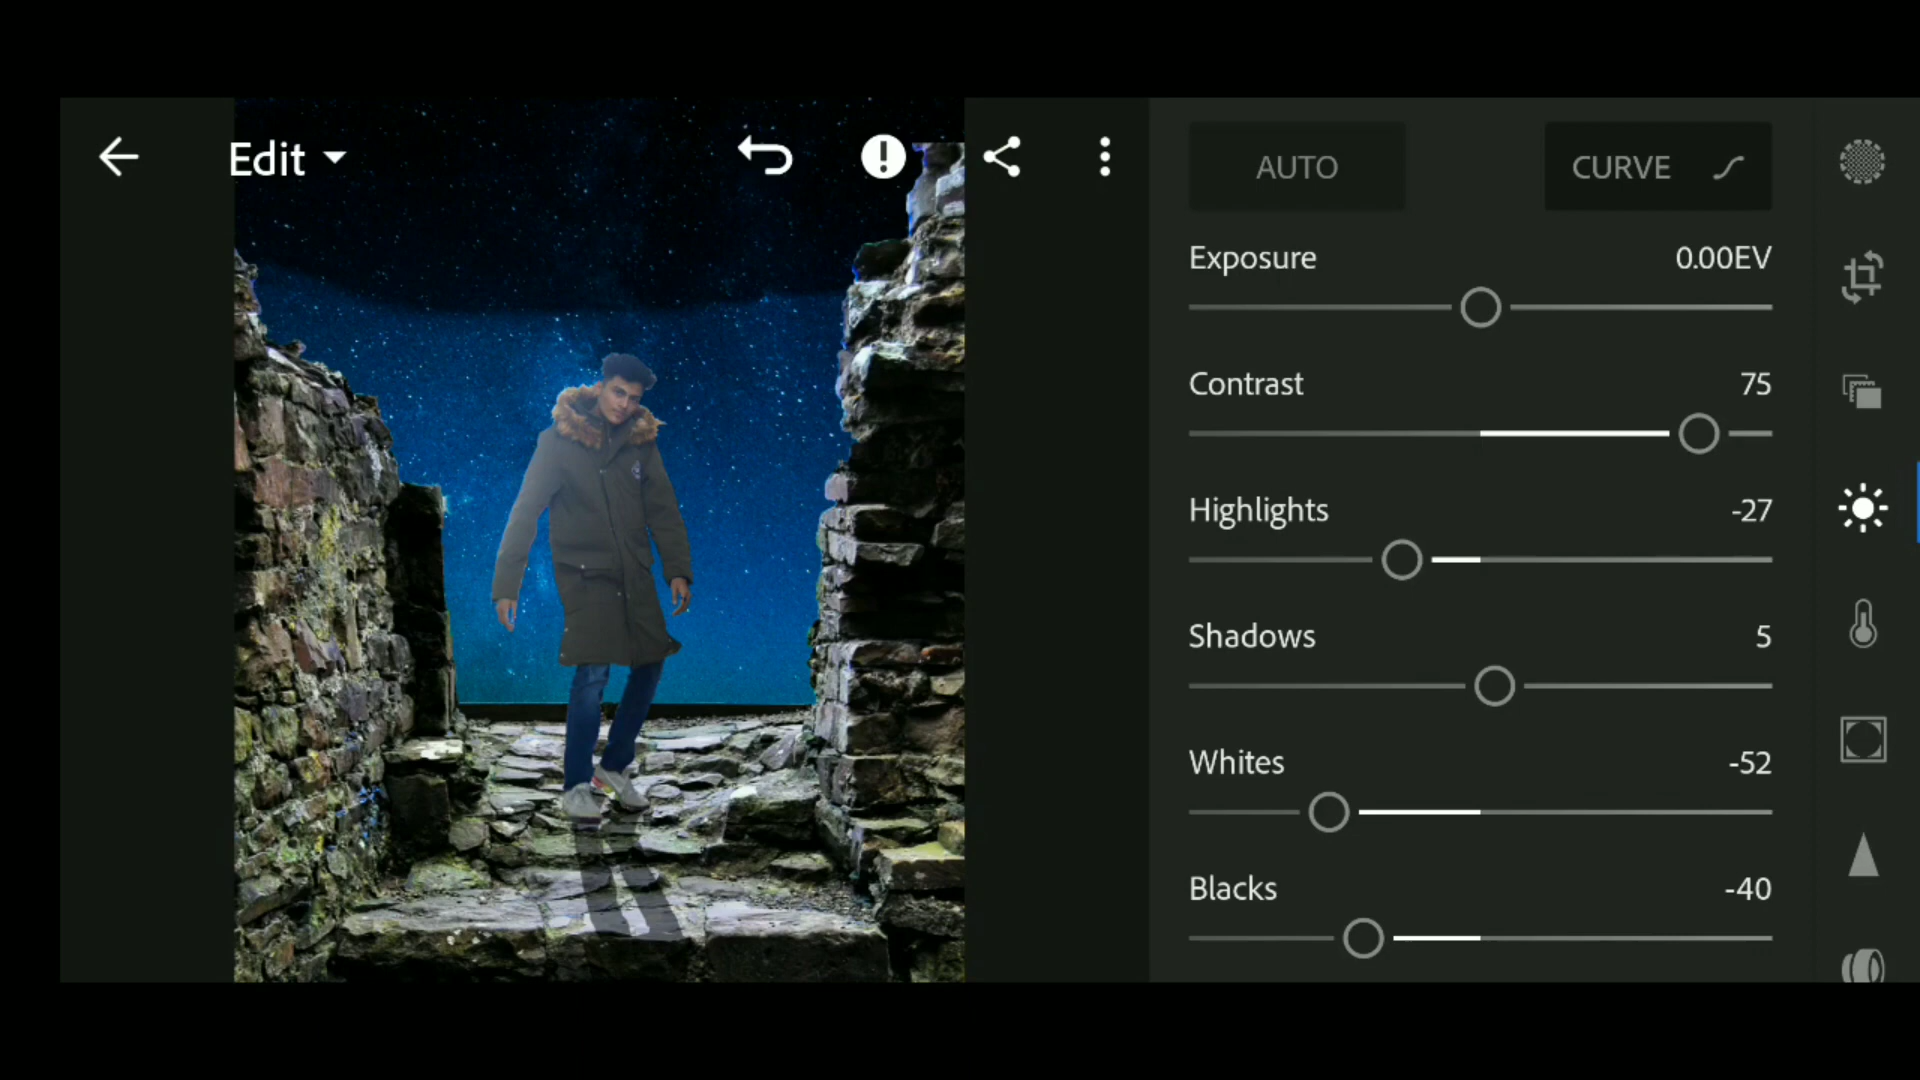 Edit
AUTO
CURVE
Exposure 0.00EV
Contrast 75
Highlights -27
Shadows 5
Whites -52
Blacks -40